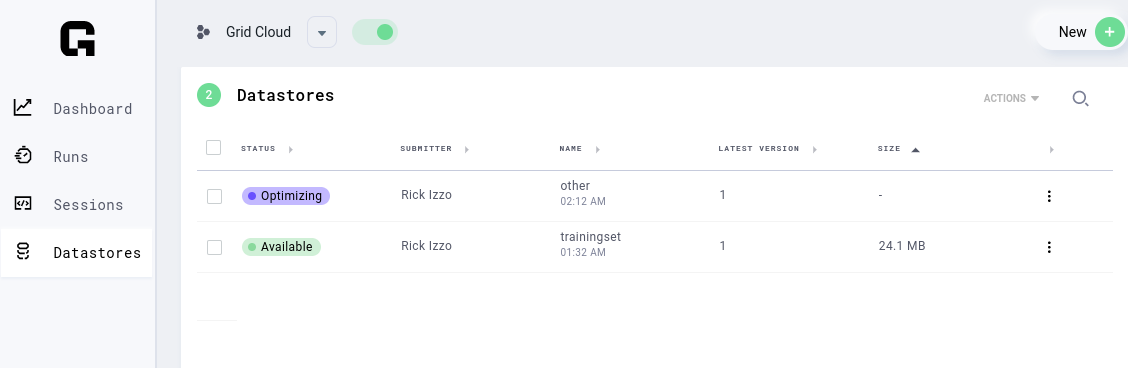 Grid Cloud
New
Dashboard
Runs
Sessions
Datastores
2 Datastores
ACTIONS
STATUS SUBMITTER NAME LATEST VERSION SIZE
Optimizing Rick Izzo other 1 -
02:12 AM
Available Rick Izzo trainingset 1 24.1 MB
01:32 AM